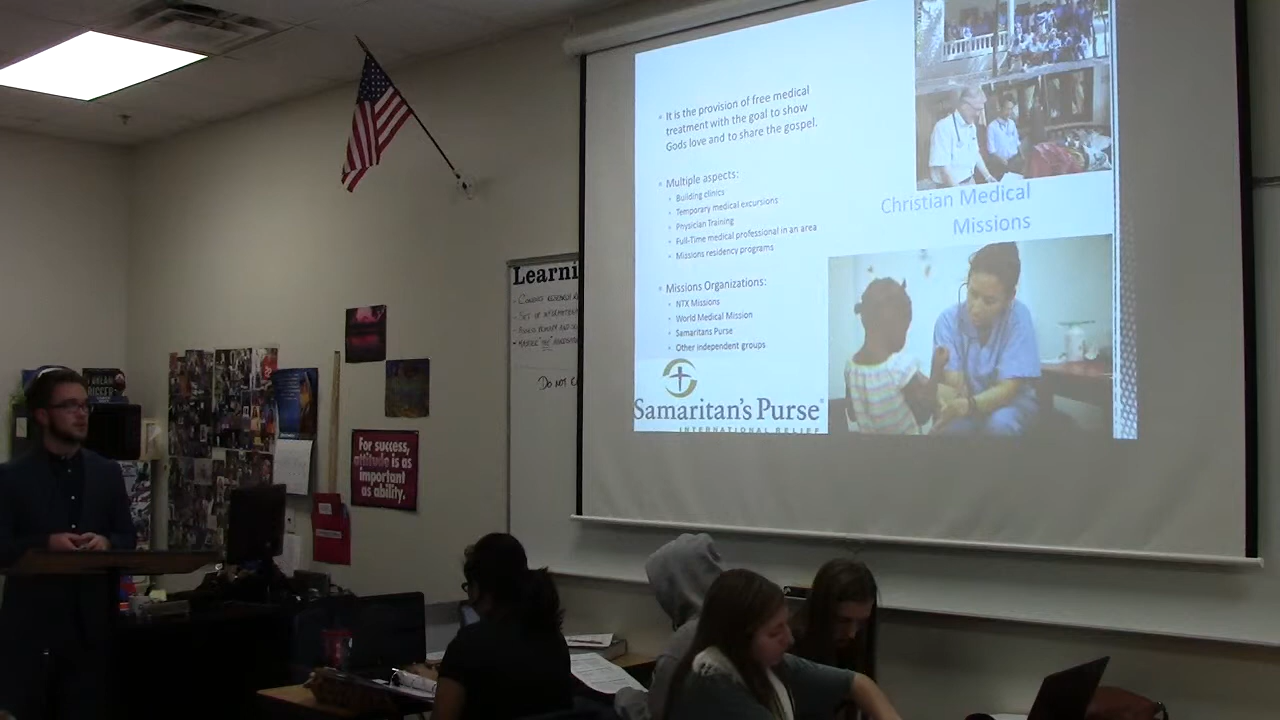 It is the provision of free medical
treatment with the goal to show
Gods love and to share the gospel.
Multiple aspects:
Building clinics
Temporary medical excursions
Physician Training
Full-Time medical professional in an area
Missions residency programs
Missions Organizations:
NTX Missions
World Medical Mission
Samaritans Purse
Other independent groups
Samaritan's Purse®
INTERNATIONAL RELIEF
Christian Medical
Missions
Learni
Do not
For success,
attitude is as
important
as ability.